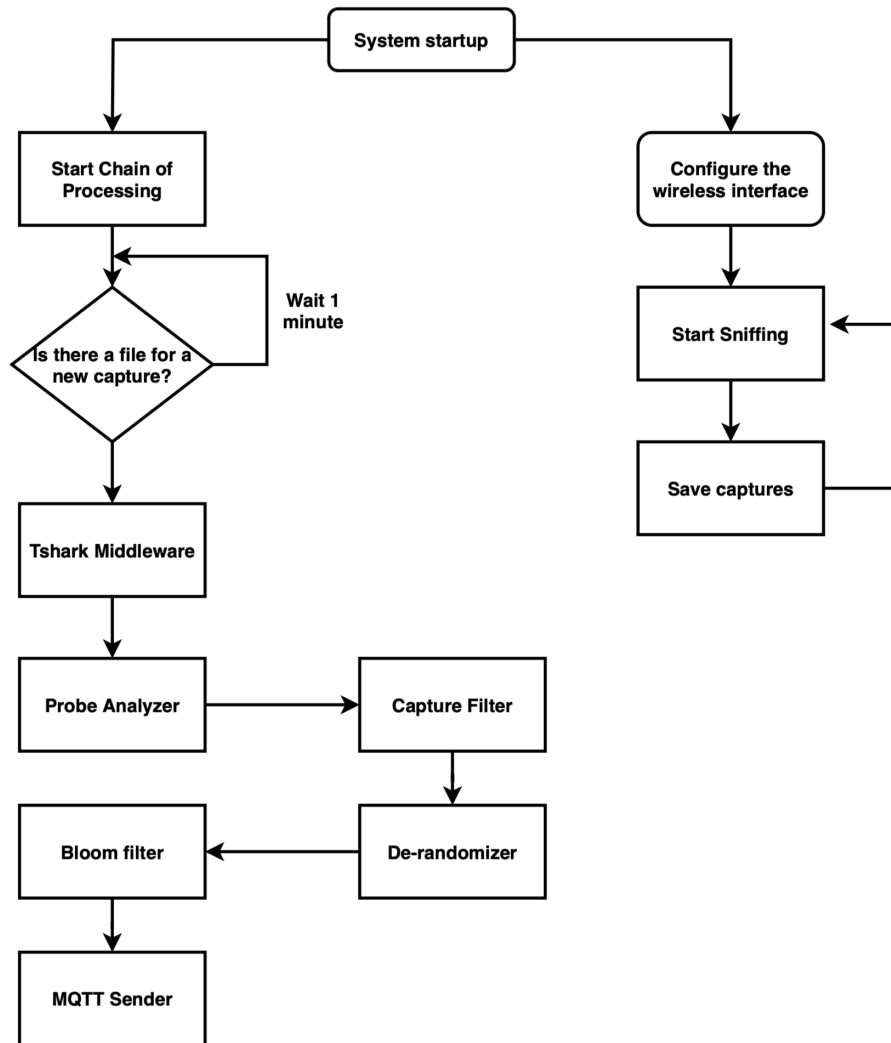 System startup
Start Chain of
Processing
Configure the
wireless interface
Wait 1
minute
Start Sniffing
Is there a file for a
new capture?
Save captures
Tshark Middleware
Probe Analyzer
Capture Filter
Bloom filter
De-randomizer
MQTT Sender